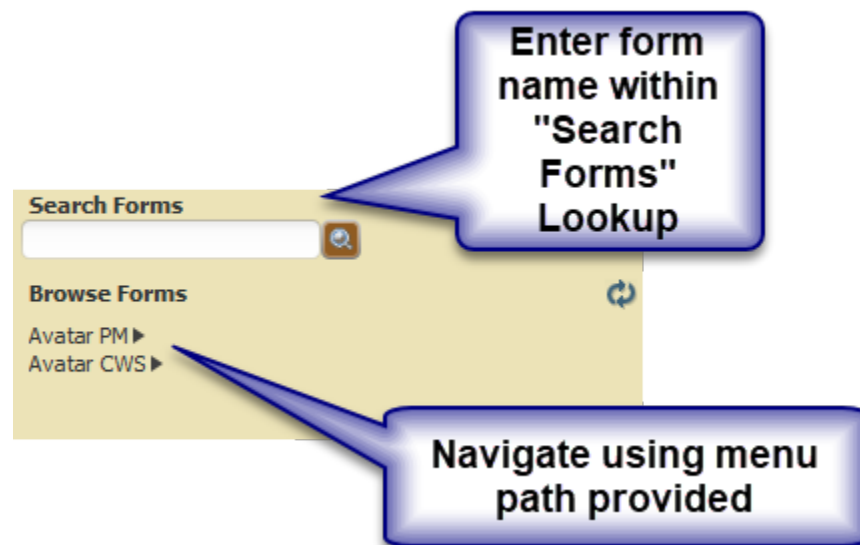 Enter form
name within
"Search
Forms"
Lookup
Search Forms
Browse Forms
Avatar PM
Avatar CWS
Navigate using menu
path provided